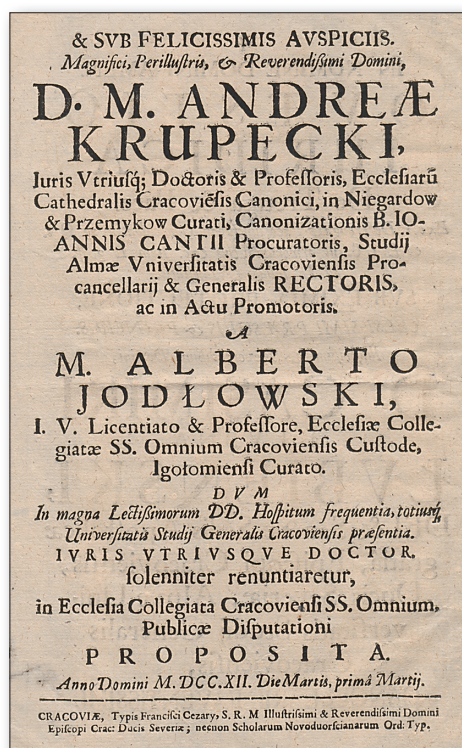 & SVB FELICISSIMIS AVSPICIIS.
Magnifici, Perilluſtris, & Reverendiſsimi Domini,
D. M. ANDREÆ
KRUPECKI,
Iuris Vtriuſq́; Doctoris & Profeſſoris, Eccleſiarū
Cathedralis Cracoviēſis Canonici, in Niegardow
& Przemykow Curati, Canonizationis B. IO-
ANNIS CANTII Procuratoris, Studij
Almæ Vniverſitatis Cracovienſis Pro-
cancellarij & Generalis RECTORIS,
ac in Actu Promotoris.
A
M. ALBERTO
JODŁOWSKI,
I. V. Licentiato & Profeſſore, Eccleſiæ Colle-
giatæ SS. Omnium Cracovienſis Cuſtode,
Igołomienſi Curato.
DVM
In magna Lectiſsimorum DD. Hoſpitum frequentia, totiuſq́,
Univerſitatis Studij Generalis Cracovienſis præſentia.
IVRIS VTRIVSQVE DOCTOR.
ſolenniter renuntiaretur,
in Eccleſia Collegiata Cracovienſi SS. Omnium,
Publicæ Diſputationi
PROPOSITA.
Anno Domini M. DCC. XII. Die Martis, primâ Martij.
CRACOVIÆ, Typis Franciſci Cezary, S. R. M Illuſtriſſimi & Reverendiſſimi Domini
Epiſcopi Crac: Ducis Severiæ; necnon Scholarum Novoduorſcianarum Ord: Typ.